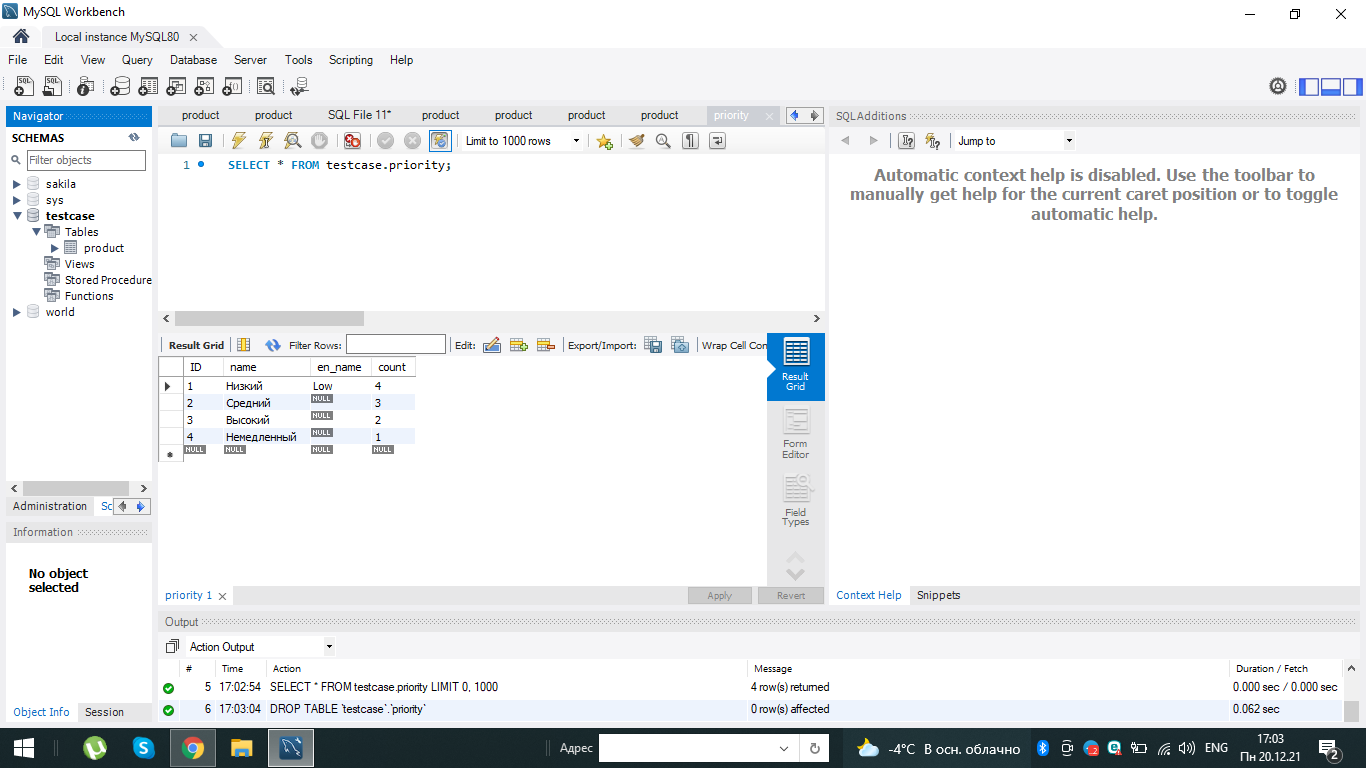 MySQL Workbench
Local instance MySQL80
File Edit View Query Database Server Tools Scripting Help
Navigator
SCHEMAS
Filter objects
sakila
sys
testcase
Tables
product
Views
Stored Procedure
Functions
world
Administration Sc
Information
No object
selected
Object Info Session
product product SQL File 11* product product product product priority
Limit to 1000 rows
1 SELECT * FROM testcase.priority;
Result Grid Filter Rows: Edit: Export/Import: Wrap Cell Con
ID name en_name count
1 Низкий Low 4
2 Средний NULL 3
3 Высокий NULL 2
4 Немедленный NULL 1
NULL NULL NULL NULL
Result
Grid
Form
Editor
Field
Types
priority 1 Apply Revert
SQLAdditions
Jump to
Automatic context help is disabled. Use the toolbar to
manually get help for the current caret position or to toggle
automatic help.
Context Help Snippets
Output
Action Output
# Time Action Message Duration / Fetch
5 17:02:54 SELECT * FROM testcase.priority LIMIT 0, 1000 4 row(s) returned 0.000 sec / 0.000 sec
6 17:03:04 DROP TABLE `testcase`.`priority` 0 row(s) affected 0.062 sec
Адрес -4°C В осн. облачно ENG 17:03
Пн 20.12.21 2